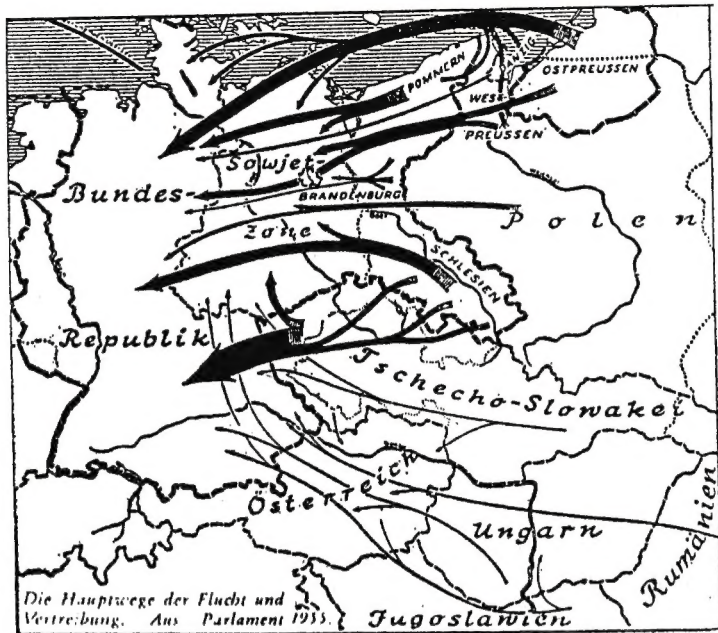 DANZIG
OSTPREUSSEN
POMMERN
WEST-
PREUSSEN
Sowjet-
Bundes-
BRANDENBURG
Polen
Zone
SCHLESIEN
Republik
Tschecho-Slowakei
Österreich
Ungarn
Rumänien
Jugoslawien
Die Hauptwege der Flucht und
Vertreibung. Aus Parlament